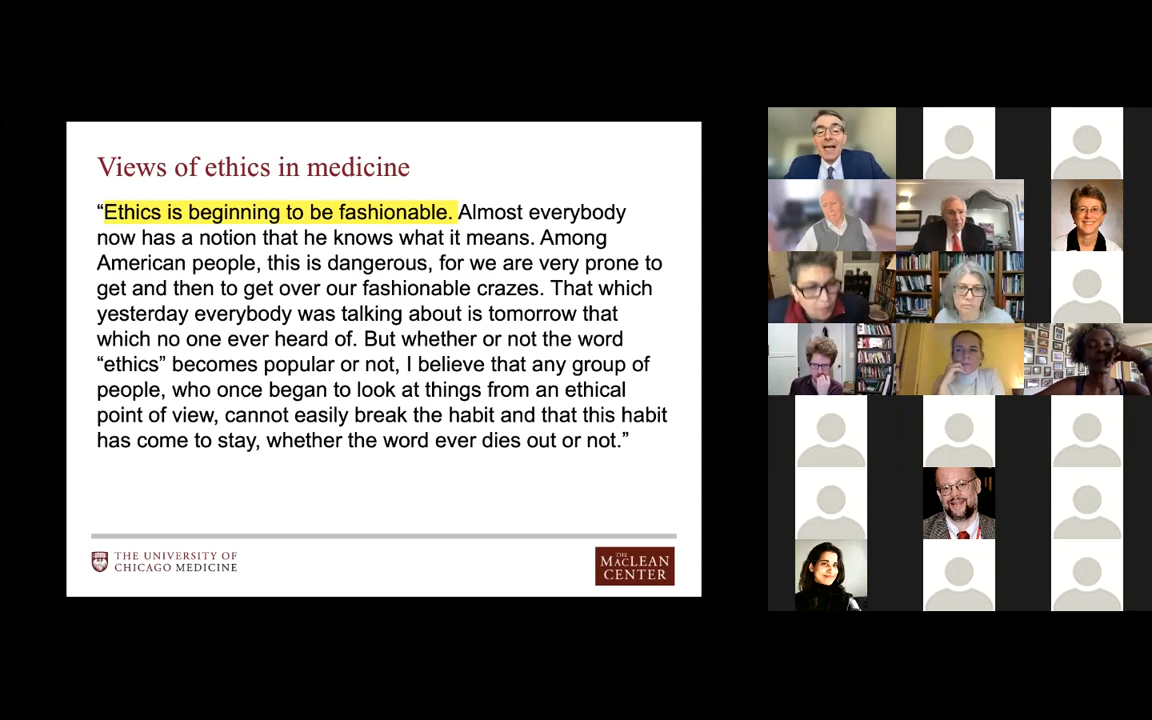 Views of ethics in medicine
“Ethics is beginning to be fashionable. Almost everybody
now has a notion that he knows what it means. Among
American people, this is dangerous, for we are very prone to
get and then to get over our fashionable crazes. That which
yesterday everybody was talking about is tomorrow that
which no one ever heard of. But whether or not the word
“ethics” becomes popular or not, I believe that any group of
people, who once began to look at things from an ethical
point of view, cannot easily break the habit and that this habit
has come to stay, whether the word ever dies out or not.”
THE UNIVERSITY OF
CHICAGO MEDICINE
THE
MACLEAN
CENTER